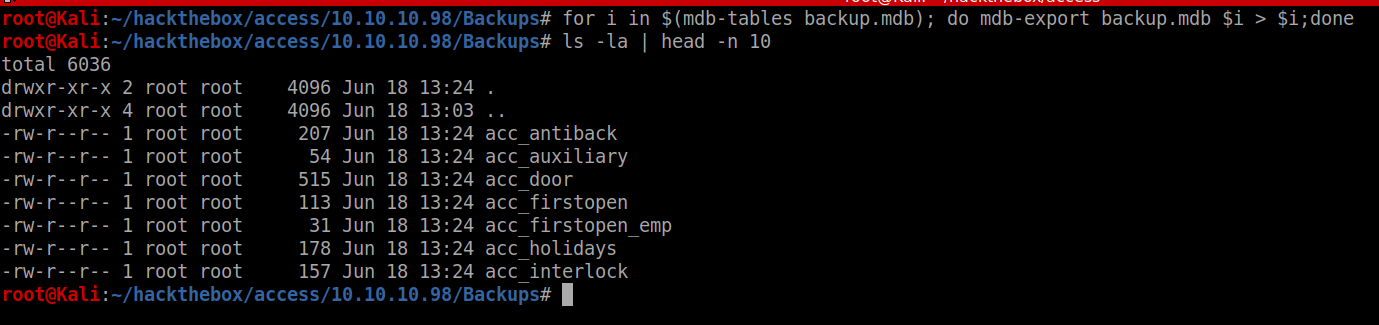 root@Kali:~/hackthebox/access/10.10.10.98/Backups# for i in $(mdb-tables backup.mdb); do mdb-export backup.mdb $i > $i;done
root@Kali:~/hackthebox/access/10.10.10.98/Backups# ls -la | head -n 10
total 6036
drwxr-xr-x 2 root root    4096 Jun 18 13:24 .
drwxr-xr-x 4 root root    4096 Jun 18 13:03 ..
-rw-r--r-- 1 root root     207 Jun 18 13:24 acc_antiback
-rw-r--r-- 1 root root      54 Jun 18 13:24 acc_auxiliary
-rw-r--r-- 1 root root     515 Jun 18 13:24 acc_door
-rw-r--r-- 1 root root     113 Jun 18 13:24 acc_firstopen
-rw-r--r-- 1 root root      31 Jun 18 13:24 acc_firstopen_emp
-rw-r--r-- 1 root root     178 Jun 18 13:24 acc_holidays
-rw-r--r-- 1 root root     157 Jun 18 13:24 acc_interlock
root@Kali:~/hackthebox/access/10.10.10.98/Backups#